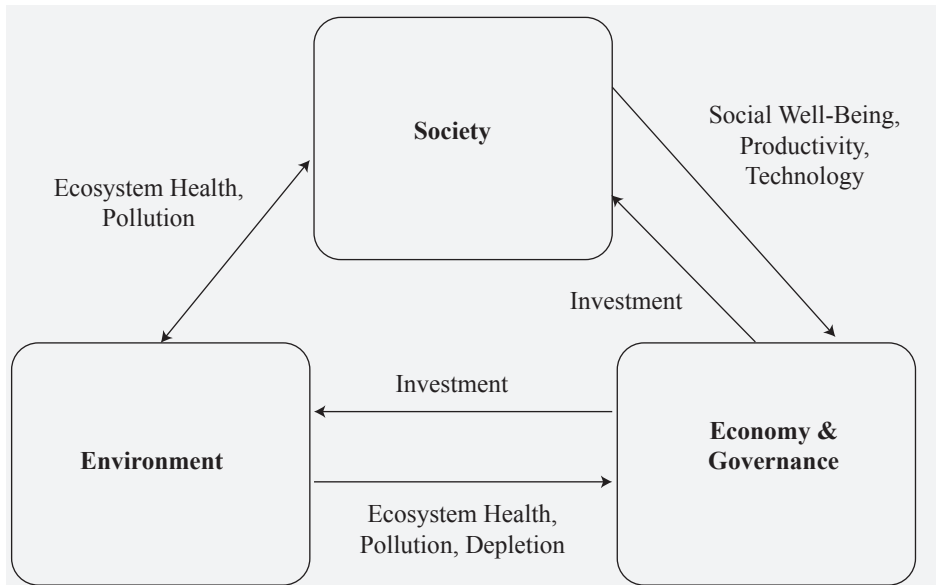 Society
Social Well-Being,
Productivity,
Technology
Ecosystem Health,
Pollution
Investment
Investment
Environment
Economy &
Governance
Ecosystem Health,
Pollution, Depletion